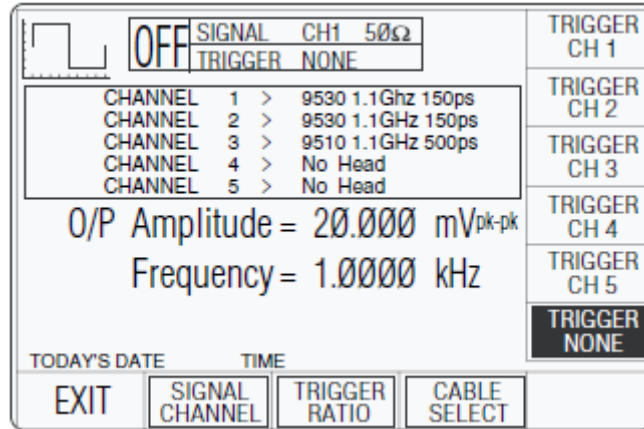 OFF
SIGNAL CH1 50Ω
TRIGGER NONE
CHANNEL 1 > 9530 1.1Ghz 150ps
CHANNEL 2 > 9530 1.1GHz 150ps
CHANNEL 3 > 9510 1.1GHz 500ps
CHANNEL 4 > No Head
CHANNEL 5 > No Head
O/P Amplitude = 20.000 mVpk-pk
Frequency = 1.0000 kHz
TODAY'S DATE TIME
EXIT
SIGNAL
CHANNEL
TRIGGER
RATIO
CABLE
SELECT
TRIGGER
CH 1
TRIGGER
CH 2
TRIGGER
CH 3
TRIGGER
CH 4
TRIGGER
CH 5
TRIGGER
NONE